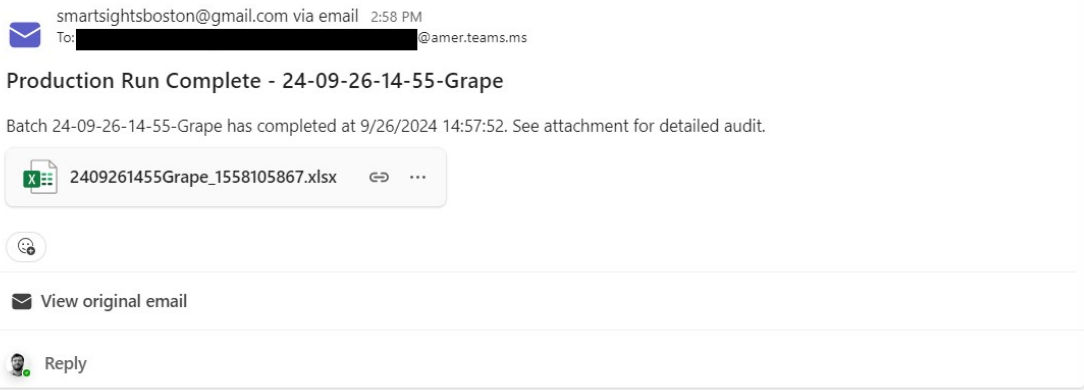 smartsightsboston@gmail.com via email 2:58 PM
To: @amer.teams.ms
Production Run Complete - 24-09-26-14-55-Grape
Batch 24-09-26-14-55-Grape has completed at 9/26/2024 14:57:52. See attachment for detailed audit.
2409261455Grape_1558105867.xlsx
View original email
Reply